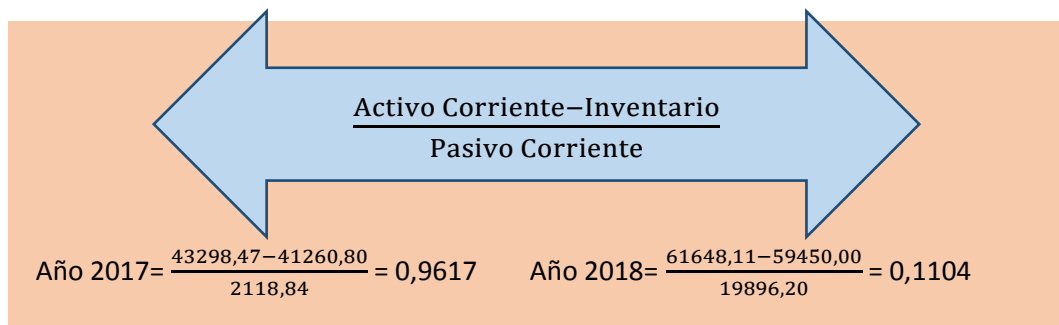 Activo Corriente−Inventario
Pasivo Corriente
Año 2017= 43298,47−41260,80 / 2118,84 = 0,9617 Año 2018= 61648,11−59450,00 / 19896,20 = 0,1104